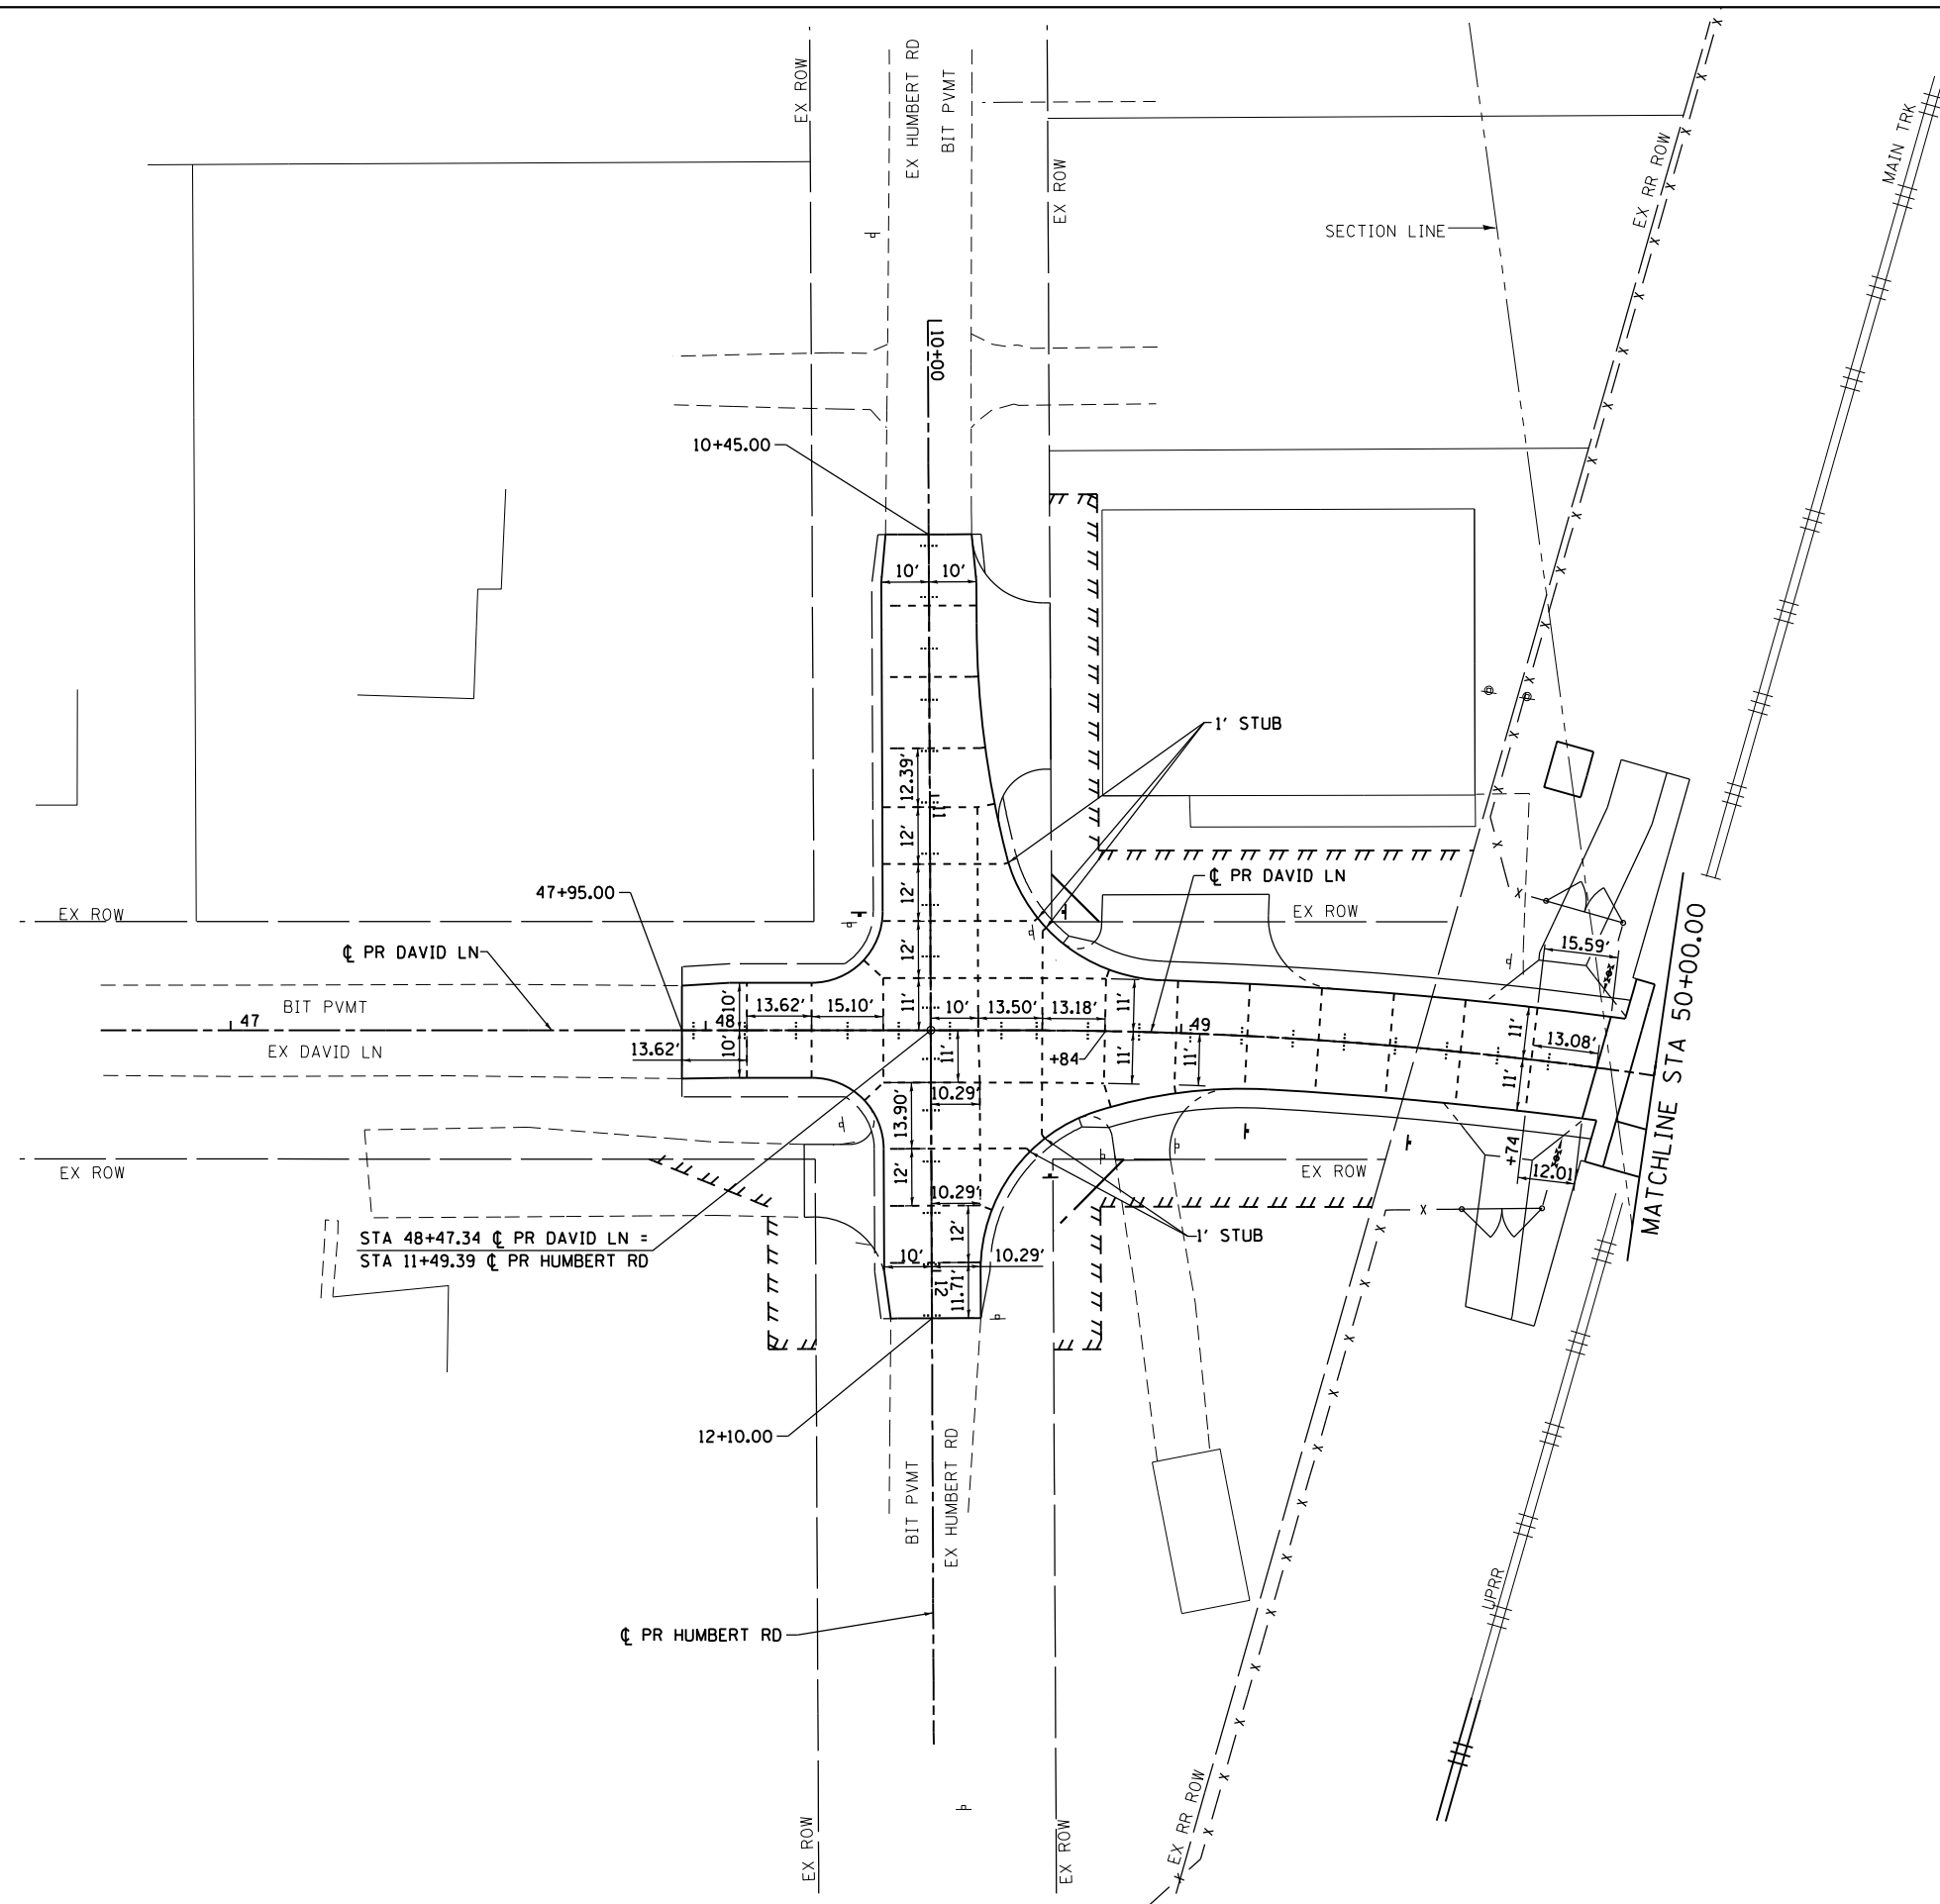 EX ROW
EX HUMBERT RD
BIT PVMT
EX ROW
EX RR ROW
MAIN TRK
SECTION LINE
10+00
10+45.00
10'
10'
1' STUB
12.39'
11
12'
12'
12'
11'
47+95.00
℄ PR DAVID LN
EX ROW
EX ROW
℄ PR DAVID LN
15.59'
MATCHLINE STA 50+00.00
BIT PVMT
47
48
EX DAVID LN
13.62'
10'
10'
13.62'
15.10'
10'
13.50'
13.18'
11'
11'
11'
+84
49
11'
11'
11'
13.08'
10.29'
13.90'
12'
10.29'
12'
10'
10.29'
12
11.71'
+74
12.01
EX ROW
EX ROW
STA 48+47.34 ℄ PR DAVID LN =
STA 11+49.39 ℄ PR HUMBERT RD
1' STUB
12+10.00
BIT PVMT
EX HUMBERT RD
℄ PR HUMBERT RD
UPRR
EX ROW
EX ROW
EX RR ROW